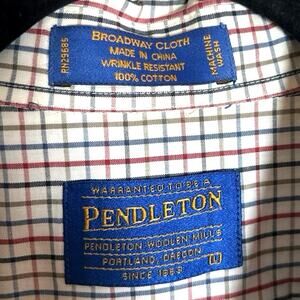 BROADWAY CLOTH
MADE IN CHINA
WRINKLE RESISTANT
100% COTTON
RN29685
MACHINE
WASH
WARRANTED TO BE A
PENDLETON
PENDLETON WOOLEN MILLS
PORTLAND, OREGON
SINCE 1863